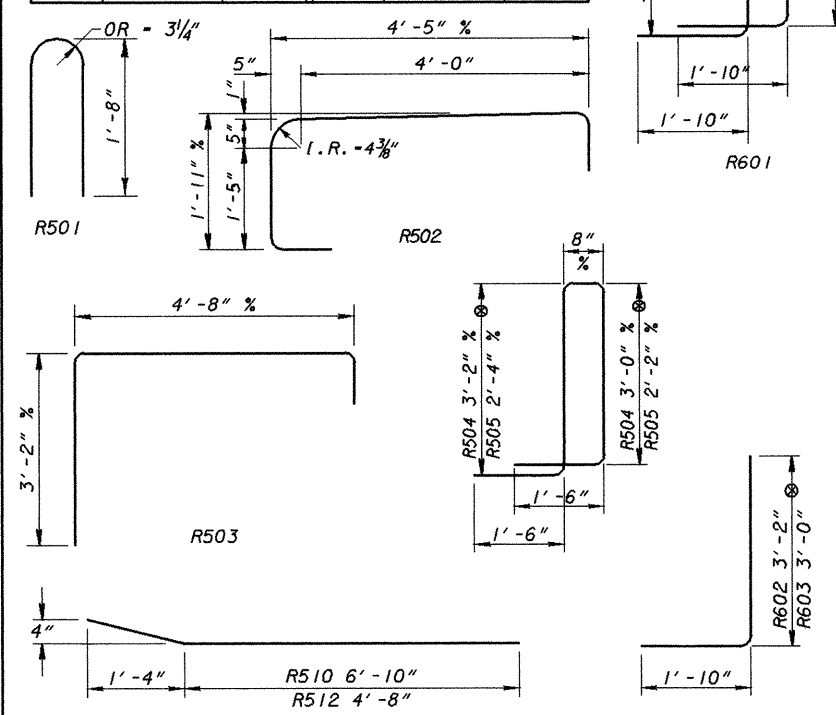 OR = 3¼"
1'-8"
R501
4'-5" %
5"
4'-0"
1"
5"
1'-11" %
1'-5"
I.R. =4⅜"
R502
1'-10"
1'-10"
R601
4'-8" %
3'-2" %
R503
8"
%
R504 3'-2" % ⊗
R505 2'-4" %
R504 3'-0" % ⊗
R505 2'-2" %
1'-6"
1'-6"
4"
1'-4"
R510 6'-10"
R512 4'-8"
R602 3'-2" ⊗
R603 3'-0"
1'-10"